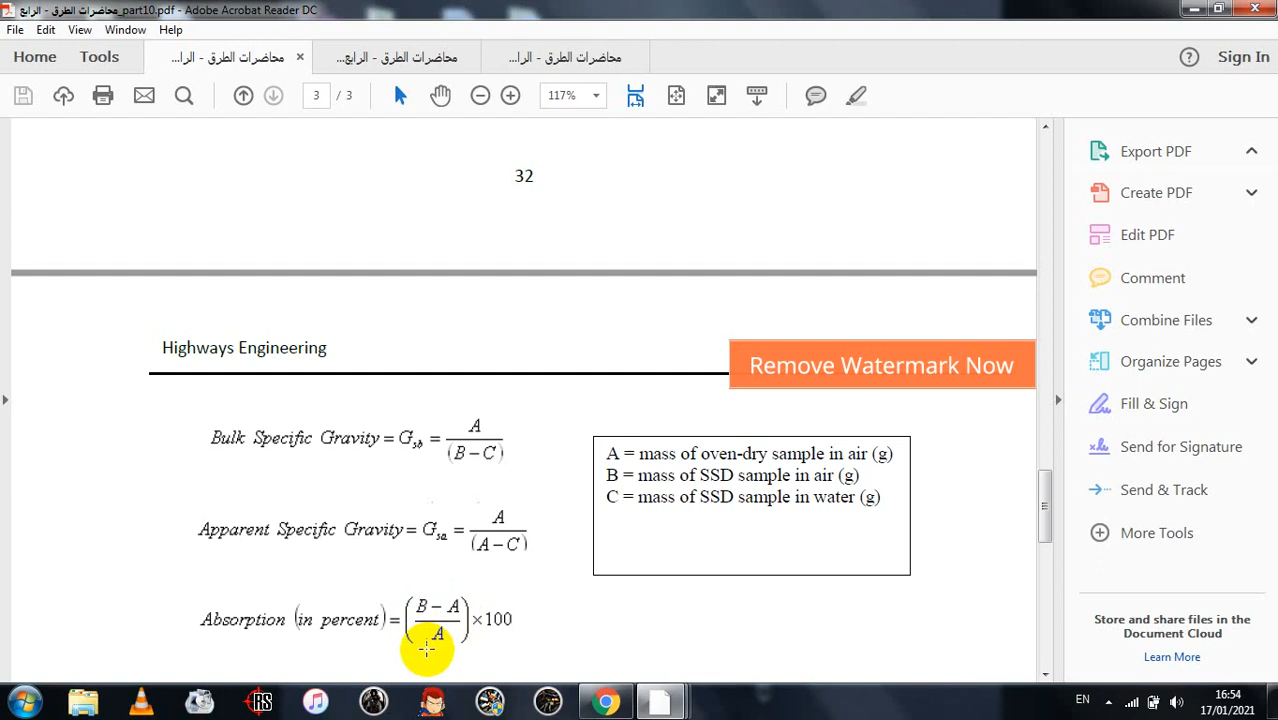 محاضرات الطرق - الرابع_part10.pdf - Adobe Acrobat Reader DC
File Edit View Window Help
Home Tools محاضرات الطرق - الرا... × محاضرات الطرق - الرابع... محاضرات الطرق - الرا... Sign In
3 / 3 117%
32
Highways Engineering
Remove Watermark Now
Bulk Specific Gravity = G_sb = A / (B − C)
Apparent Specific Gravity = G_sa = A / (A − C)
Absorption (in percent) = ((B − A) / A) × 100
A = mass of oven-dry sample in air (g)
B = mass of SSD sample in air (g)
C = mass of SSD sample in water (g)
Export PDF
Create PDF
Edit PDF
Comment
Combine Files
Organize Pages
Fill & Sign
Send for Signature
Send & Track
More Tools
Store and share files in the
Document Cloud
Learn More
RS
EN
16:54
17/01/2021